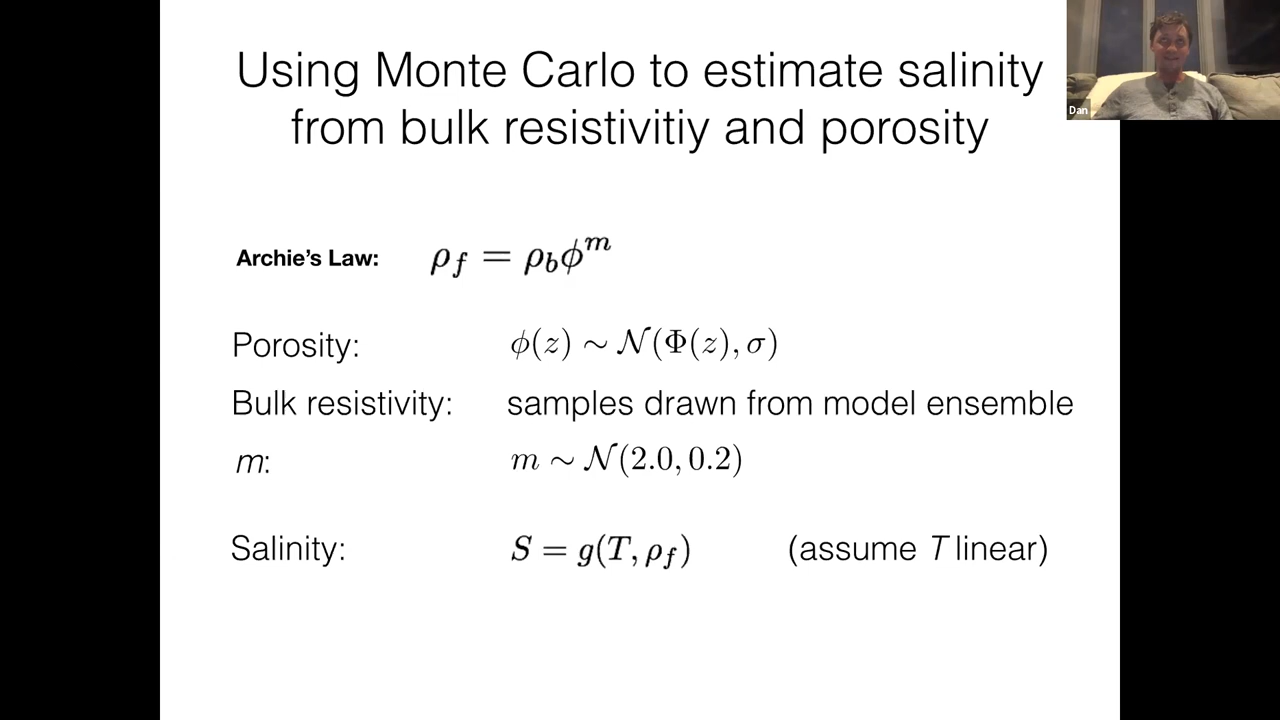 Using Monte Carlo to estimate salinity
from bulk resistivitiy and porosity
Dan
Archie's Law: ρ_f = ρ_b ϕ^m
Porosity: ϕ(z) ∼ 𝒩(Φ(z), σ)
Bulk resistivity: samples drawn from model ensemble
m: m ∼ 𝒩(2.0, 0.2)
Salinity: S = g(T, ρ_f) (assume T linear)